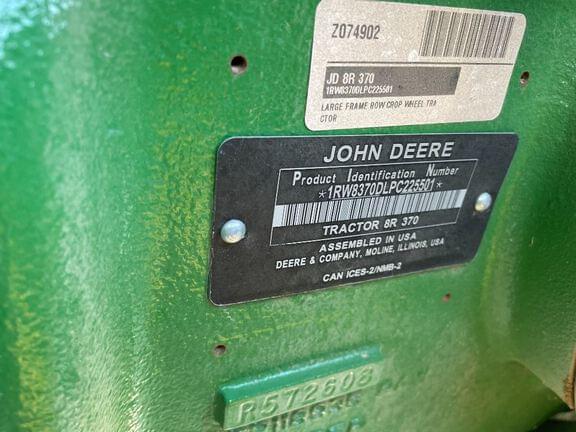 Z074902
JD 8R 370
1RW8370DLPC225501
LARGE FRAME ROW CROP WHEEL TRA
CTOR
JOHN DEERE
Product Identification Number
*1RW8370DLPC225501*
TRACTOR 8R 370
ASSEMBLED IN USA
DEERE & COMPANY, MOLINE, ILLINOIS, USA
CAN ICES-2/NMB-2
R572608